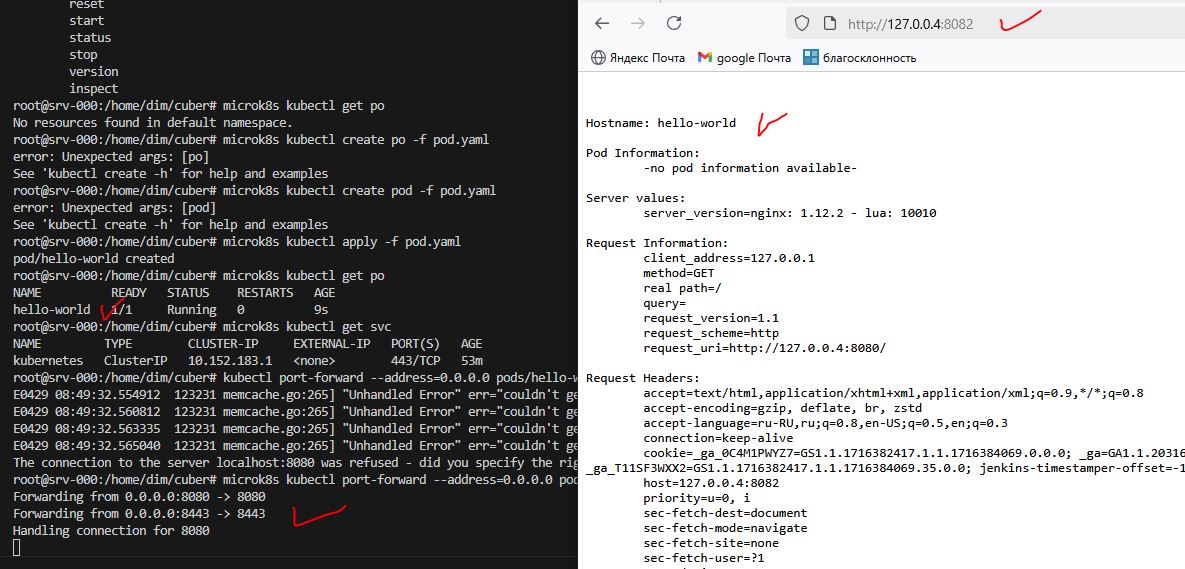 reset
start
status
stop
version
inspect
root@srv-000:/home/dim/cuber# microk8s kubectl get po
No resources found in default namespace.
root@srv-000:/home/dim/cuber# microk8s kubectl create po -f pod.yaml
error: Unexpected args: [po]
See 'kubectl create -h' for help and examples
root@srv-000:/home/dim/cuber# microk8s kubectl create pod -f pod.yaml
error: Unexpected args: [pod]
See 'kubectl create -h' for help and examples
root@srv-000:/home/dim/cuber# microk8s kubectl apply -f pod.yaml
pod/hello-world created
root@srv-000:/home/dim/cuber# microk8s kubectl get po
NAME READY STATUS RESTARTS AGE
hello-world 1/1 Running 0 9s
root@srv-000:/home/dim/cuber# microk8s kubectl get svc
NAME TYPE CLUSTER-IP EXTERNAL-IP PORT(S) AGE
kubernetes ClusterIP 10.152.183.1 <none> 443/TCP 53m
root@srv-000:/home/dim/cuber# kubectl port-forward --address=0.0.0.0 pods/hello-w
E0429 08:49:32.554912 123231 memcache.go:265] "Unhandled Error" err="couldn't ge
E0429 08:49:32.560812 123231 memcache.go:265] "Unhandled Error" err="couldn't ge
E0429 08:49:32.563335 123231 memcache.go:265] "Unhandled Error" err="couldn't ge
E0429 08:49:32.565040 123231 memcache.go:265] "Unhandled Error" err="couldn't ge
The connection to the server localhost:8080 was refused - did you specify the rig
root@srv-000:/home/dim/cuber# microk8s kubectl port-forward --address=0.0.0.0 pod
Forwarding from 0.0.0.0:8080 -> 8080
Forwarding from 0.0.0.0:8443 -> 8443
Handling connection for 8080
http://127.0.0.4:8082
Яндекс Почта google Почта благосклонность
Hostname: hello-world
Pod Information:
-no pod information available-
Server values:
server_version=nginx: 1.12.2 - lua: 10010
Request Information:
client_address=127.0.0.1
method=GET
real path=/
query=
request_version=1.1
request_scheme=http
request_uri=http://127.0.0.4:8080/
Request Headers:
accept=text/html,application/xhtml+xml,application/xml;q=0.9,*/*;q=0.8
accept-encoding=gzip, deflate, br, zstd
accept-language=ru-RU,ru;q=0.8,en-US;q=0.5,en;q=0.3
connection=keep-alive
cookie=_ga_0C4M1PWYZ7=GS1.1.1716382417.1.1.1716384069.0.0.0; _ga=GA1.1.20316
_ga_T11SF3WXX2=GS1.1.1716382417.1.1.1716384069.35.0.0; jenkins-timestamper-offset=-1
host=127.0.0.4:8082
priority=u=0, i
sec-fetch-dest=document
sec-fetch-mode=navigate
sec-fetch-site=none
sec-fetch-user=?1